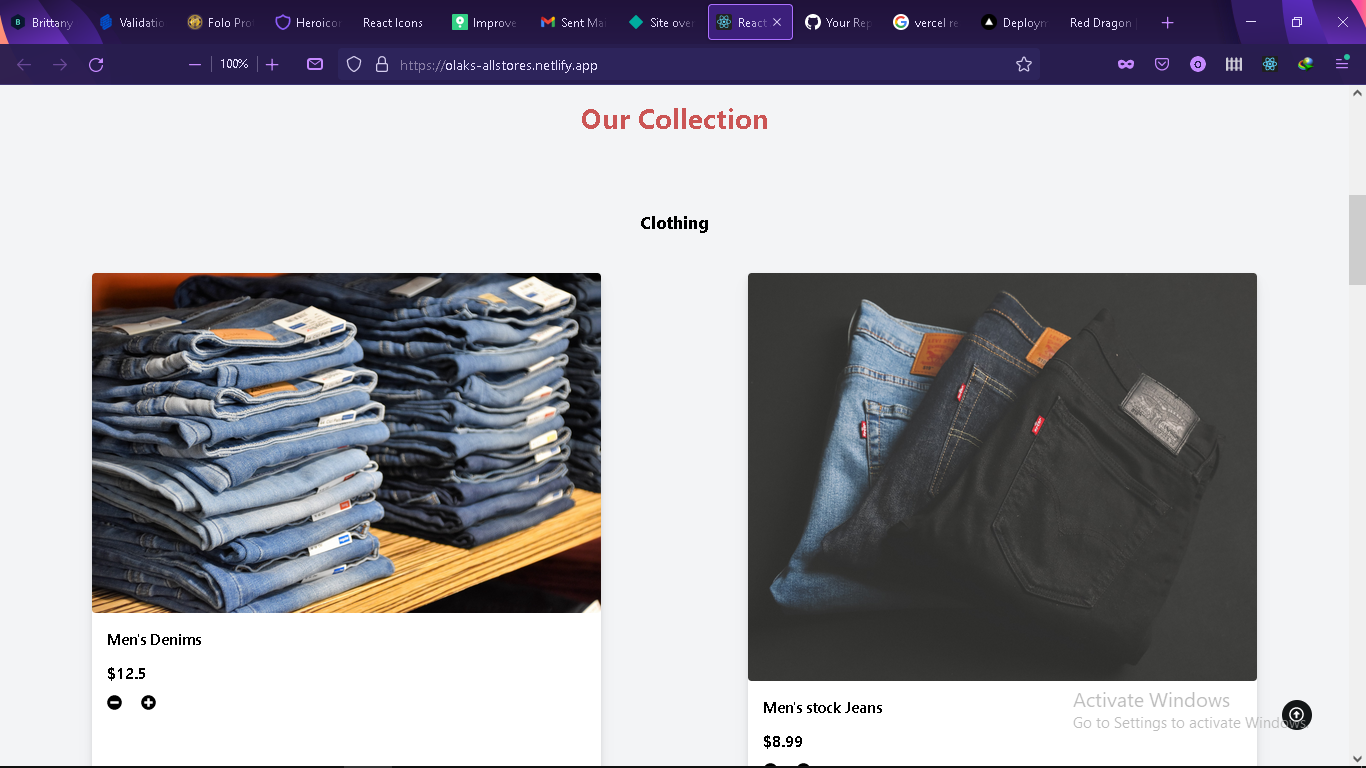 Brittany
Validatio
Folo Pro
Heroicor
React Icons
Improve
Sent Mai
Site over
React
Your Rep
vercel re
Deploym
Red Dragon
100%
https://olaks-allstores.netlify.app
Our Collection
Clothing
Men's Denims
$12.5
Men's stock Jeans
$8.99
Activate Windows
Go to Settings to activate Windows.